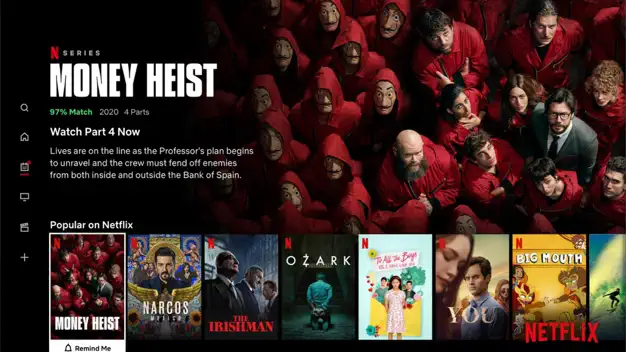 N SERIES
MONEY HEIST
97% Match 2020 4 Parts
Watch Part 4 Now
Lives are on the line as the Professor's plan begins
to unravel and the crew must fend off enemies
from both inside and outside the Bank of Spain.
Popular on Netflix
N
MONEY HEIST
N
NARCOS
MEXICO
N
THE
IRISHMAN
N
OZARK
N
To All the Boys
P.S. I STILL LOVE YOU
N
YOU
N
BIG MOUTH
NETFLIX
Remind Me